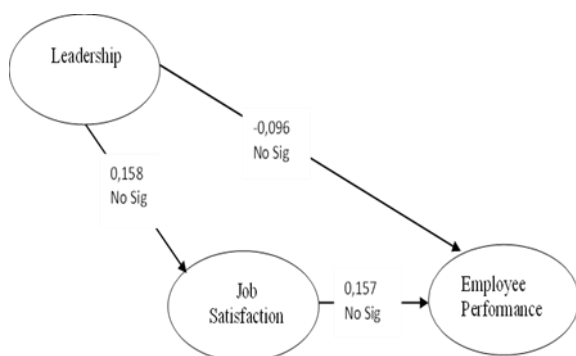 Leadership
-0,096
No Sig
0,158
No Sig
Job
Satisfaction
0,157
No Sig
Employee
Performance